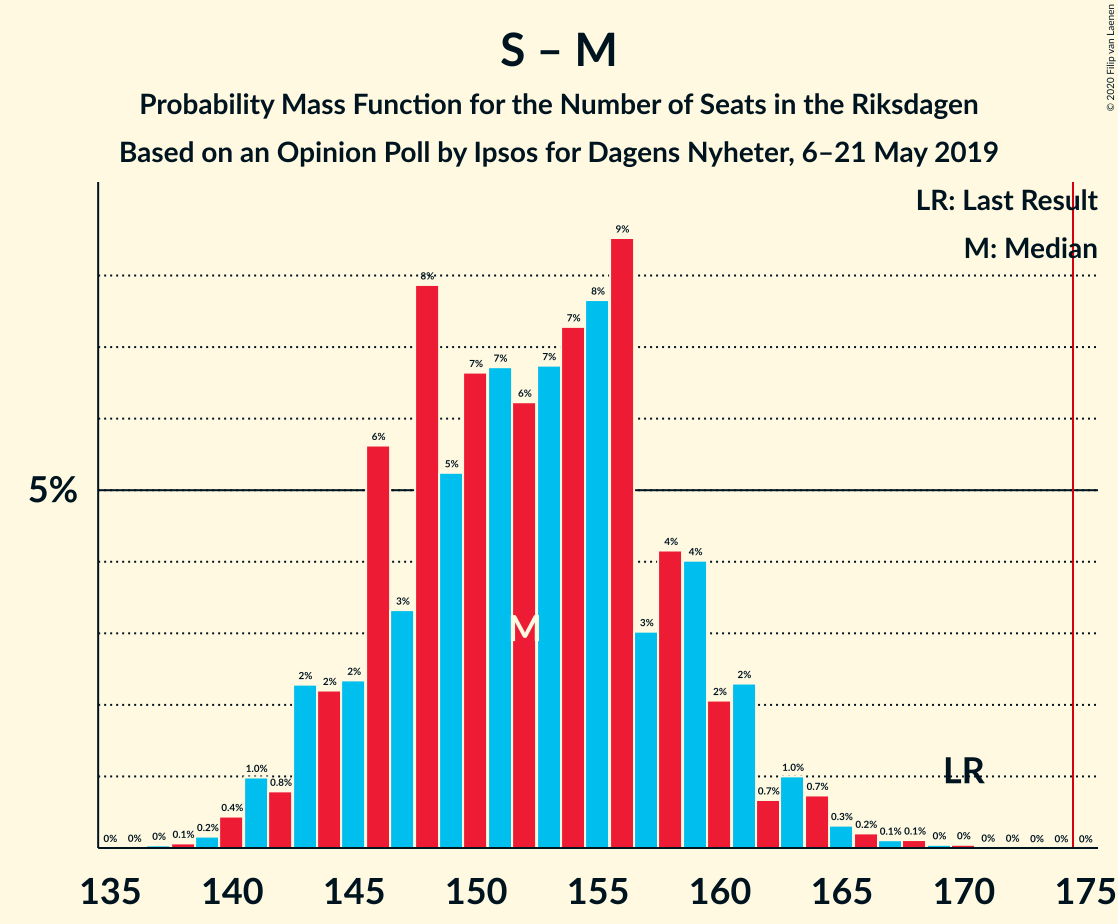 © 2020 Filip van Laenen
S – M
Probability Mass Function for the Number of Seats in the Riksdagen
Based on an Opinion Poll by Ipsos for Dagens Nyheter, 6–21 May 2019
LR: Last Result
M: Median
5%
0% 0% 0% 0.1% 0.2% 0.4% 1.0% 0.8% 2% 2% 2% 6% 3% 8% 5% 7% 7% 6% 7% 7% 8% 9% 3% 4% 4% 2% 2% 0.7% 1.0% 0.7% 0.3% 0.2% 0.1% 0.1% 0% 0% 0% 0% 0% 0% 0%
M
LR
135 140 145 150 155 160 165 170 175